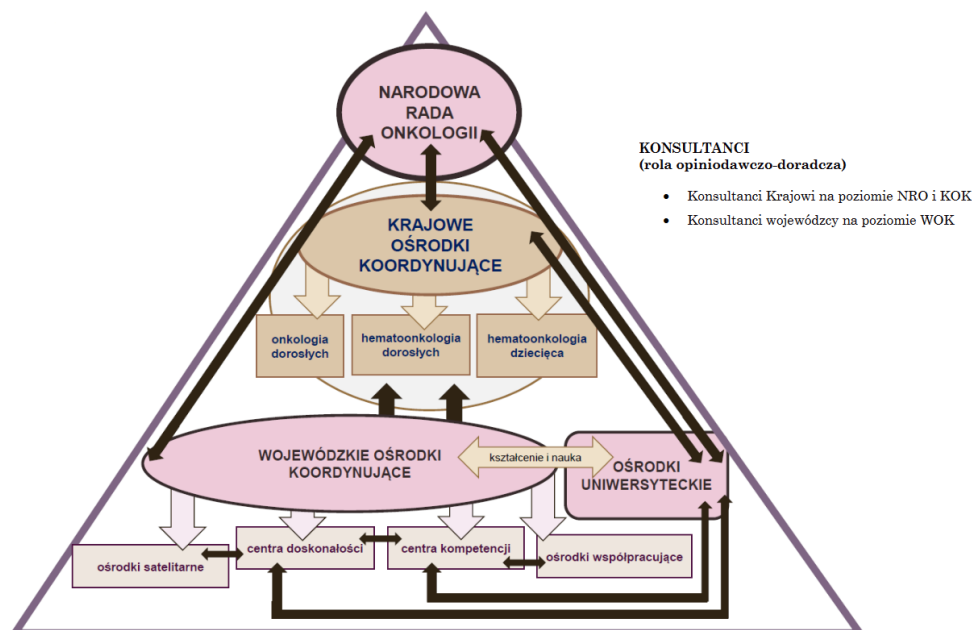 NARODOWA
RADA
ONKOLOGII
KONSULTANCI
(rola opiniodawczo-doradcza)
• Konsultanci Krajowi na poziomie NRO i KOK
• Konsultanci wojewódzcy na poziomie WOK
KRAJOWE
OŚRODKI
KOORDYNUJĄCE
onkologia
dorosłych
hematoonkologia
dorosłych
hematoonkologia
dziecięca
WOJEWÓDZKIE OŚRODKI
KOORDYNUJĄCE
kształcenie i nauka
OŚRODKI
UNIWERSYTECKIE
ośrodki satelitarne
centra doskonałości
centra kompetencji
ośrodki współpracujące